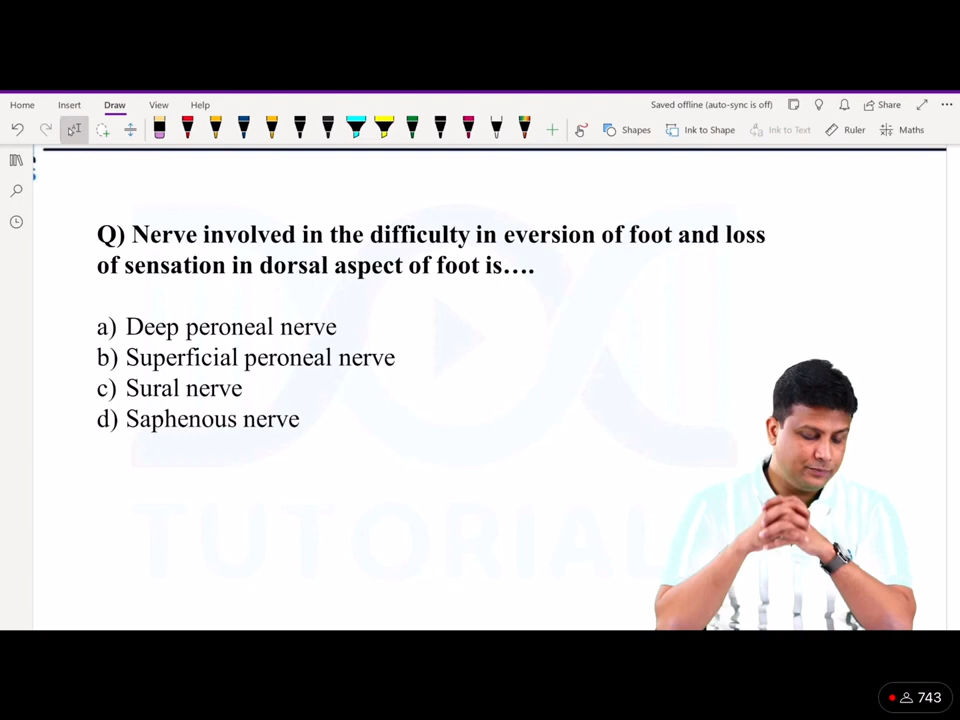 Home Insert Draw View Help Saved offline (auto-sync is off) Share
Shapes Ink to Shape Ink to Text Ruler Maths
Q) Nerve involved in the difficulty in eversion of foot and loss
of sensation in dorsal aspect of foot is....
a) Deep peroneal nerve
b) Superficial peroneal nerve
c) Sural nerve
d) Saphenous nerve
TUTORIAL
743